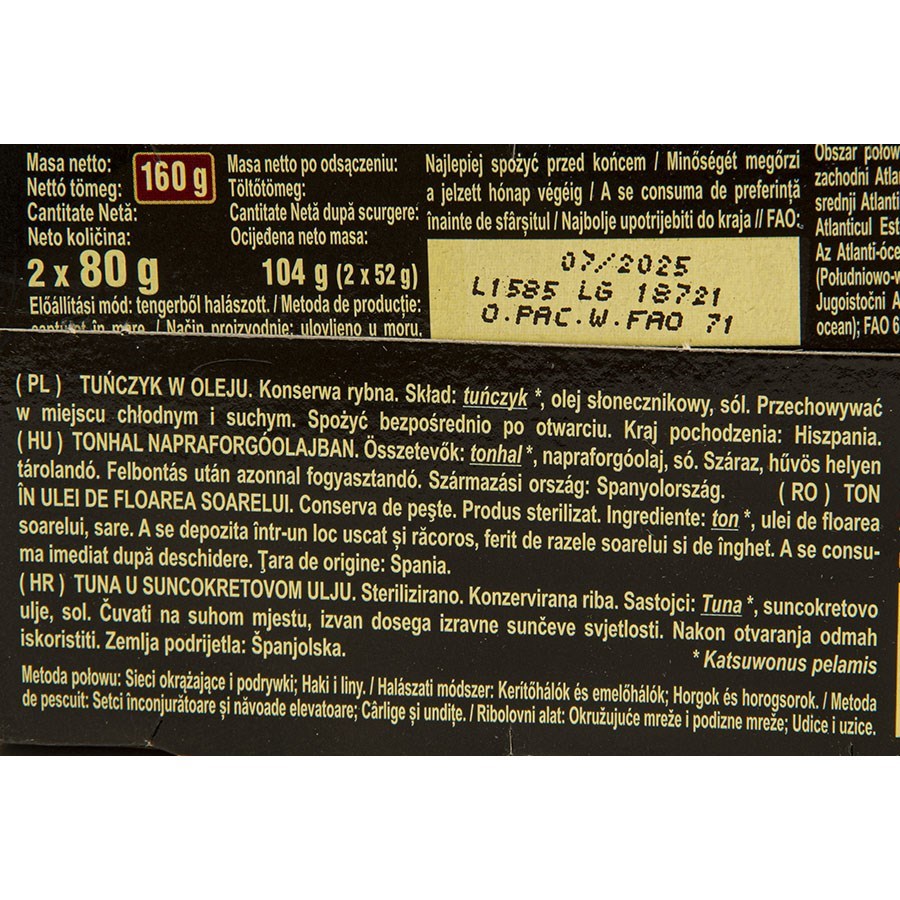 Masa netto:
Nettó tömeg:
Cantitate Netă:
Neto količina:
160 g
2 x 80 g
Masa netto po odsączeniu:
Töltőtömeg:
Cantitate Netă după scurgere:
Ocijeđena neto masa:
104 g (2 x 52 g)
Előállítási mód: tengerből halászott. / Metoda de producție:
capturat în mare. / Način proizvodnje: ulovljeno u moru.
Najlepiej spożyć przed końcem / Minőségét megőrzi
a jelzett hónap végéig / A se consuma de preferință
înainte de sfârșitul / Najbolje upotrijebiti do kraja // FAO:
07/2025
L1585 LG 18721
O.PAC.W.FAO 71
Obszar połow
zachodni Atla
srednji Atlanti
Atlanticul Est
Az Atlanti-óce
(Południowo-w
Jugoistočni A
ocean); FAO 6
(PL) TUŃCZYK W OLEJU. Konserwa rybna. Skład: tuńczyk *, olej słonecznikowy, sól. Przechowywać
w miejscu chłodnym i suchym. Spożyć bezpośrednio po otwarciu. Kraj pochodzenia: Hiszpania.
(HU) TONHAL NAPRAFORGÓOLAJBAN. Összetevők: tonhal *, napraforgóolaj, só. Száraz, hűvös helyen
tárolandó. Felbontás után azonnal fogyasztandó. Származási ország: Spanyolország. (RO) TON
ÎN ULEI DE FLOAREA SOARELUI. Conserva de pește. Produs sterilizat. Ingrediente: ton *, ulei de floarea
soarelui, sare. A se depozita într-un loc uscat și răcoros, ferit de razele soarelui si de îngheț. A se consu-
ma imediat după deschidere. Țara de origine: Spania.
(HR) TUNA U SUNCOKRETOVOM ULJU. Sterilizirano. Konzervirana riba. Sastojci: Tuna *, suncokretovo
ulje, sol. Čuvati na suhom mjestu, izvan dosega izravne sunčeve svjetlosti. Nakon otvaranja odmah
iskoristiti. Zemlja podrijetla: Španjolska.
* Katsuwonus pelamis
Metoda połowu: Sieci okrążające i podrywki; Haki i liny. / Halászati módszer: Kerítőhálók és emelőhálók; Horgok és horogsorok. / Metoda
de pescuit: Setci înconjurătoare și năvoade elevatoare; Cârlige și undițe. / Ribolovni alat: Okružujuće mreže i podizne mreže; Udice i uzice.